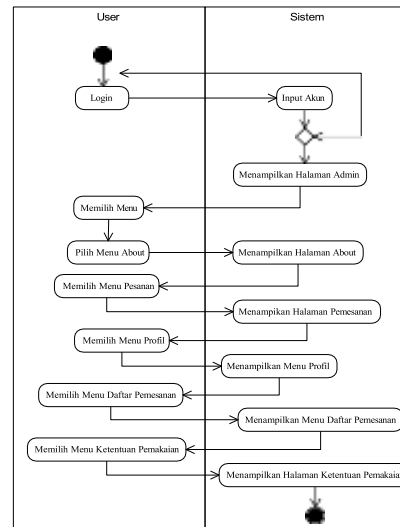 User
Sistem
Login
Input Akun
Menampilkan Halaman Admin
Memilih Menu
Pilih Menu About
Menampilkan Halaman About
Memilih Menu Pesanan
Menampikan Halaman Pemesanan
Memilih Menu Profil
Menampilkan Menu Profil
Memilih Menu Daftar Pemesanan
Menampilkan Menu Daftar Pemesanan
Memilih Menu Ketentuan Pemakaian
Menampilkan Halaman Ketentuan Pemakaian